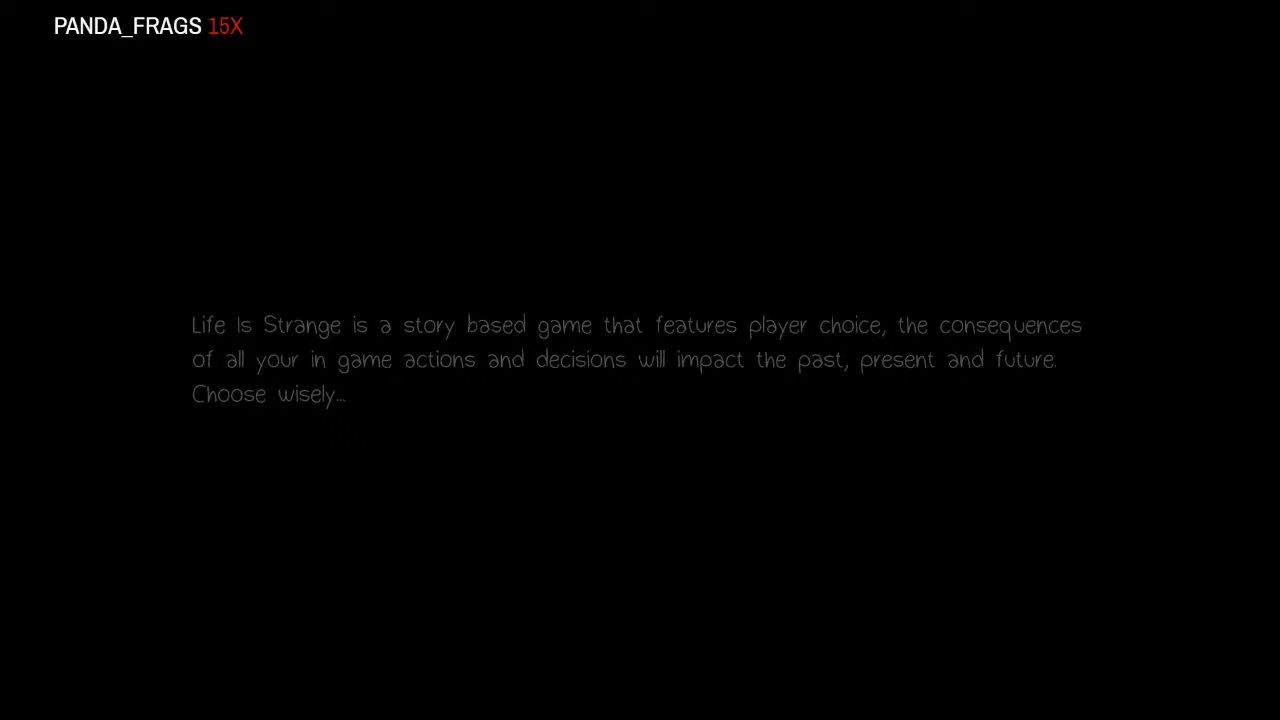 PANDA_FRAGS 15X
Life Is Strange is a story based game that features player choice, the consequences
of all your in game actions and decisions will impact the past, present and future.
Choose wisely...